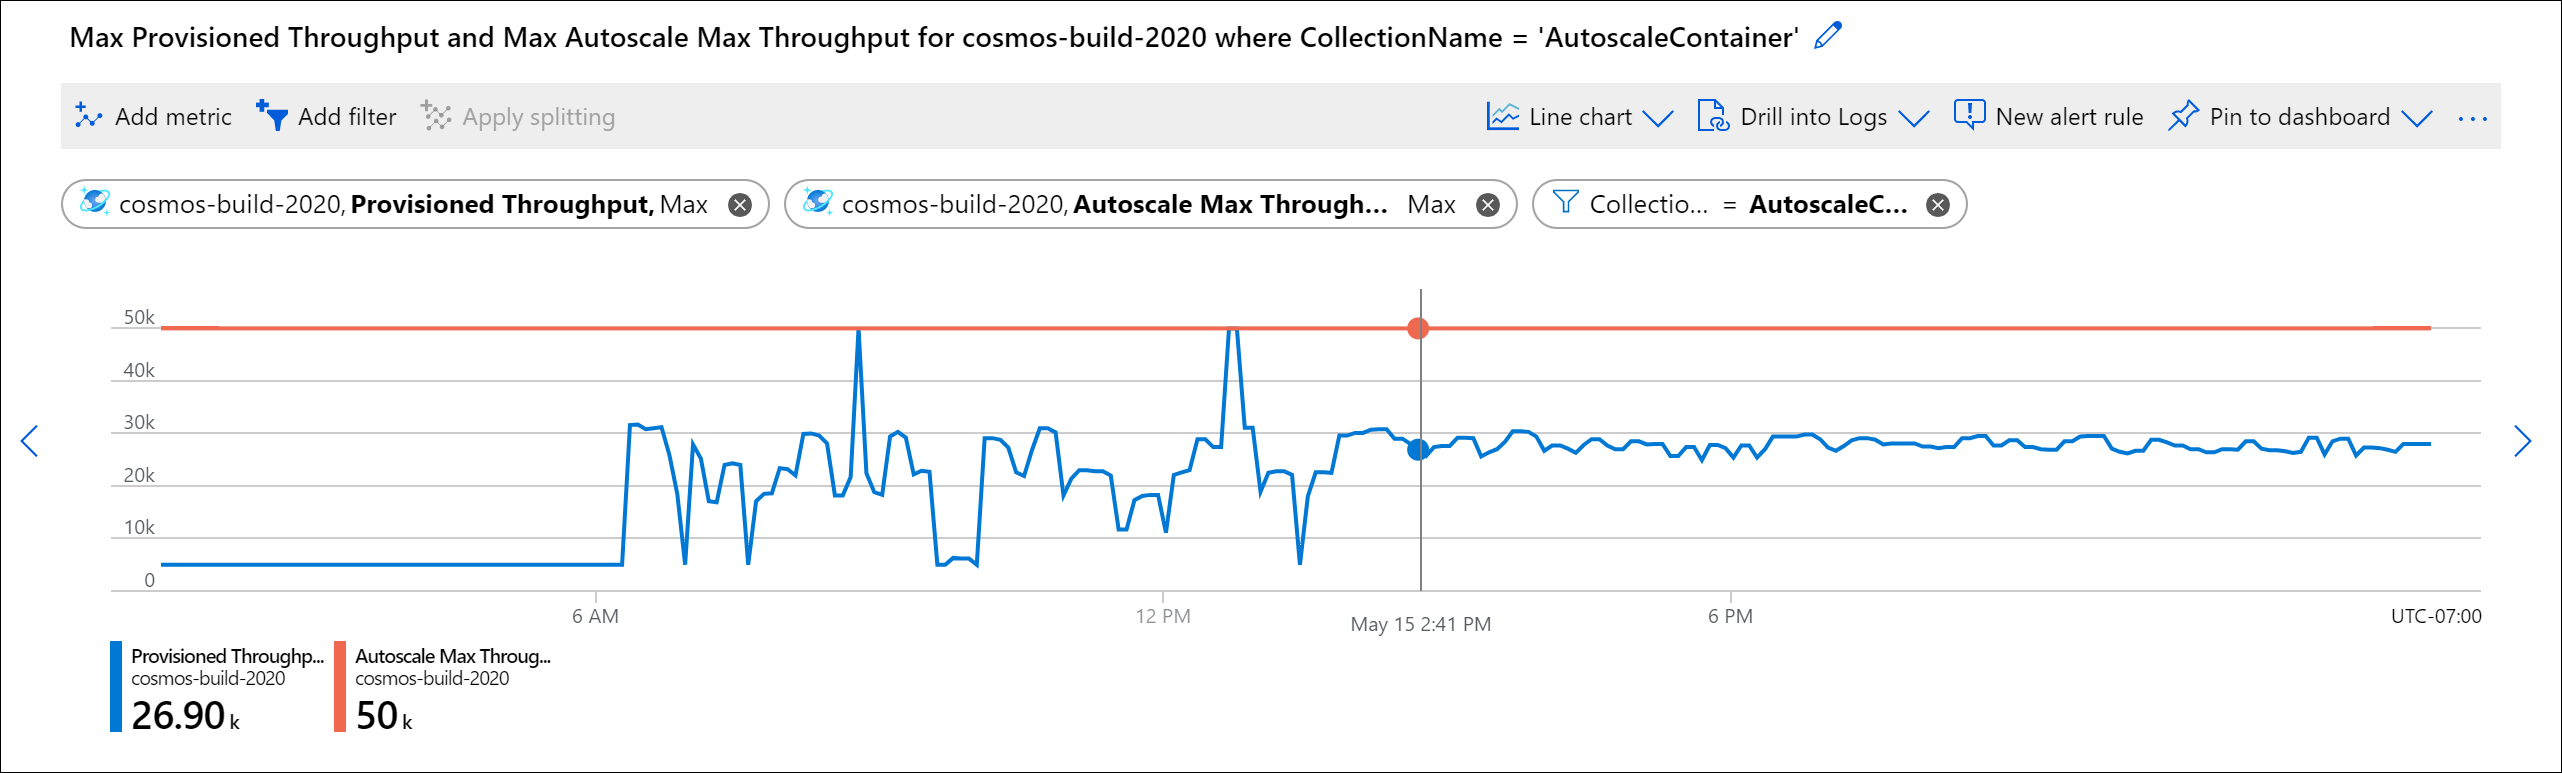 Max Provisioned Throughput and Max Autoscale Max Throughput for cosmos-build-2020 where CollectionName = 'AutoscaleContainer'
Add metric Add filter Apply splitting Line chart Drill into Logs New alert rule Pin to dashboard ...
cosmos-build-2020, Provisioned Throughput, Max cosmos-build-2020, Autoscale Max Through... Max Collectio... = AutoscaleC...
50k
40k
30k
20k
10k
0
6 AM 12 PM May 15 2:41 PM 6 PM UTC-07:00
Provisioned Throughp... Autoscale Max Throug...
cosmos-build-2020 cosmos-build-2020
26.90 k 50 k